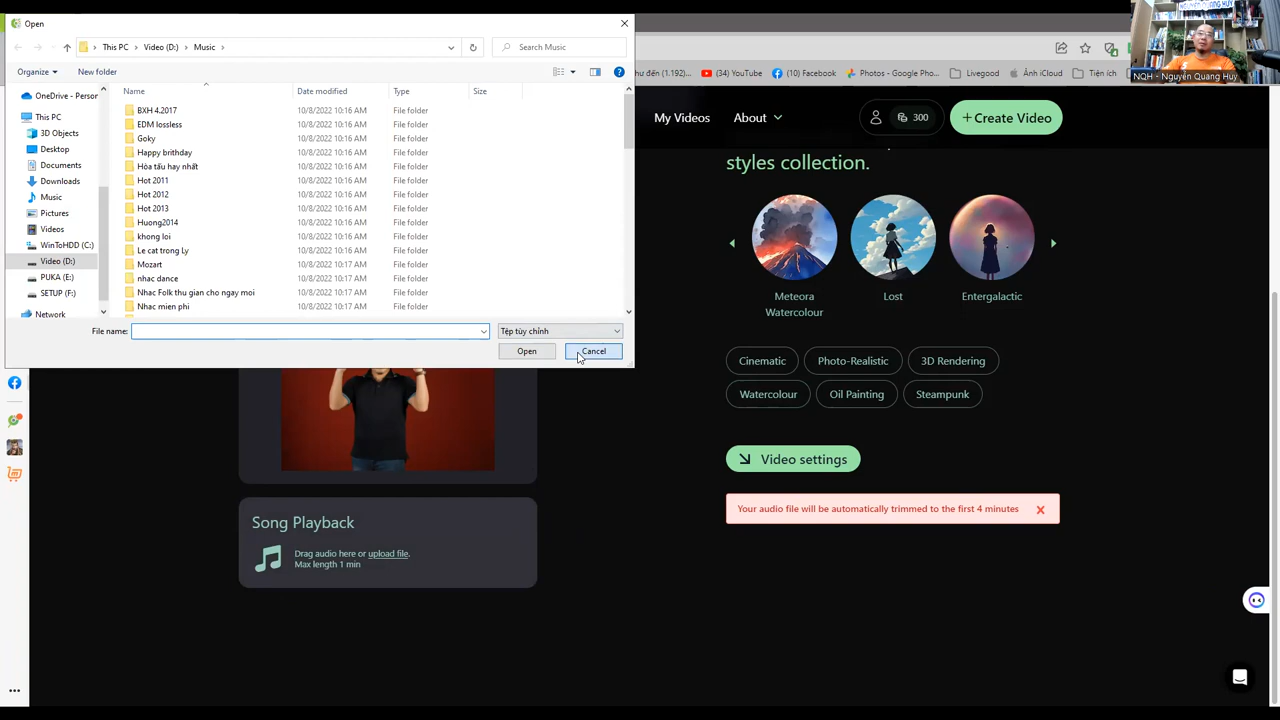 Open
This PC > Video (D:) > Music >
Search Music
Organize
New folder
Name
Date modified
Type
Size
OneDrive - Person
This PC
3D Objects
Desktop
Documents
Downloads
Music
Pictures
Videos
WinToHDD (C:)
Video (D:)
PUKA (E:)
SETUP (F:)
Network
BXH 4.2017 10/8/2022 10:16 AM File folder
EDM lossless 10/8/2022 10:16 AM File folder
Goky 10/8/2022 10:16 AM File folder
Happy brithday 10/8/2022 10:16 AM File folder
Hòa tấu hay nhất 10/8/2022 10:16 AM File folder
Hot 2011 10/8/2022 10:16 AM File folder
Hot 2012 10/8/2022 10:16 AM File folder
Hot 2013 10/8/2022 10:16 AM File folder
Huong2014 10/8/2022 10:16 AM File folder
khong loi 10/8/2022 10:16 AM File folder
Le cat trong Ly 10/8/2022 10:16 AM File folder
Mozart 10/8/2022 10:17 AM File folder
nhac dance 10/8/2022 10:17 AM File folder
Nhac Folk thu gian cho ngay moi 10/8/2022 10:17 AM File folder
Nhac mien phi 10/8/2022 10:17 AM File folder
File name:
Tệp tùy chỉnh
Open
Cancel
NGUYỄN QUANG HUY
NQH - Nguyễn Quang Huy
thư đến (1.192)...
(34) YouTube
(10) Facebook
Photos - Google Pho...
Livegood
Ảnh iCloud
Tiện ích
My Videos
About
300
+Create Video
styles collection.
Meteora
Watercolour
Lost
Entergalactic
Cinematic
Photo-Realistic
3D Rendering
Watercolour
Oil Painting
Steampunk
Video settings
Your audio file will be automatically trimmed to the first 4 minutes
Song Playback
Drag audio here or upload file.
Max length 1 min